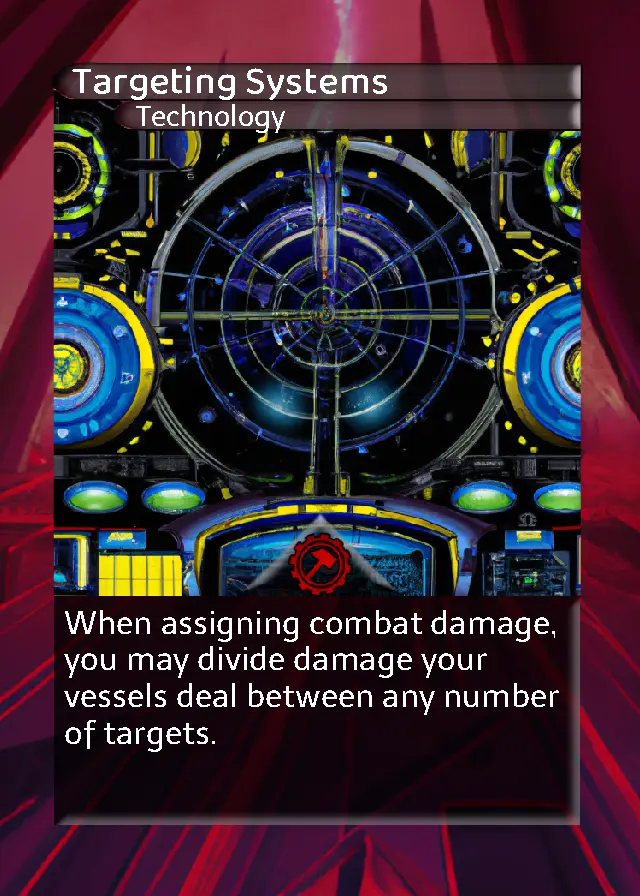 Targeting Systems
Technology
When assigning combat damage,
you may divide damage your
vessels deal between any number
of targets.